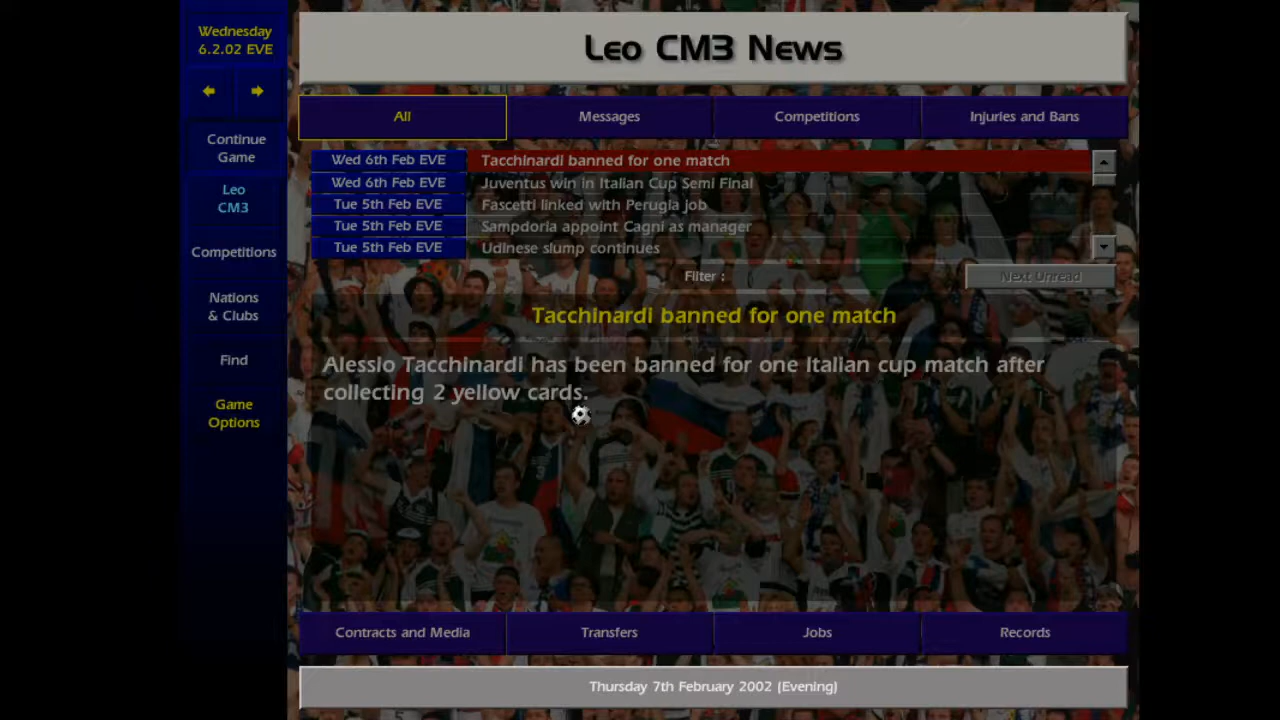 Wednesday
6.2.02 EVE
Continue
Game
Leo
CM3
Competitions
Nations
& Clubs
Find
Game
Options
Leo CM3 News
All
Messages
Competitions
Injuries and Bans
Wed 6th Feb EVE Tacchinardi banned for one match
Wed 6th Feb EVE Juventus win in Italian Cup Semi Final
Tue 5th Feb EVE Fascetti linked with Perugia job
Tue 5th Feb EVE Sampdoria appoint Cagni as manager
Tue 5th Feb EVE Udinese slump continues
Filter :
Next Unread
Tacchinardi banned for one match
Alessio Tacchinardi has been banned for one Italian cup match after
collecting 2 yellow cards.
Contracts and Media
Transfers
Jobs
Records
Thursday 7th February 2002 (Evening)